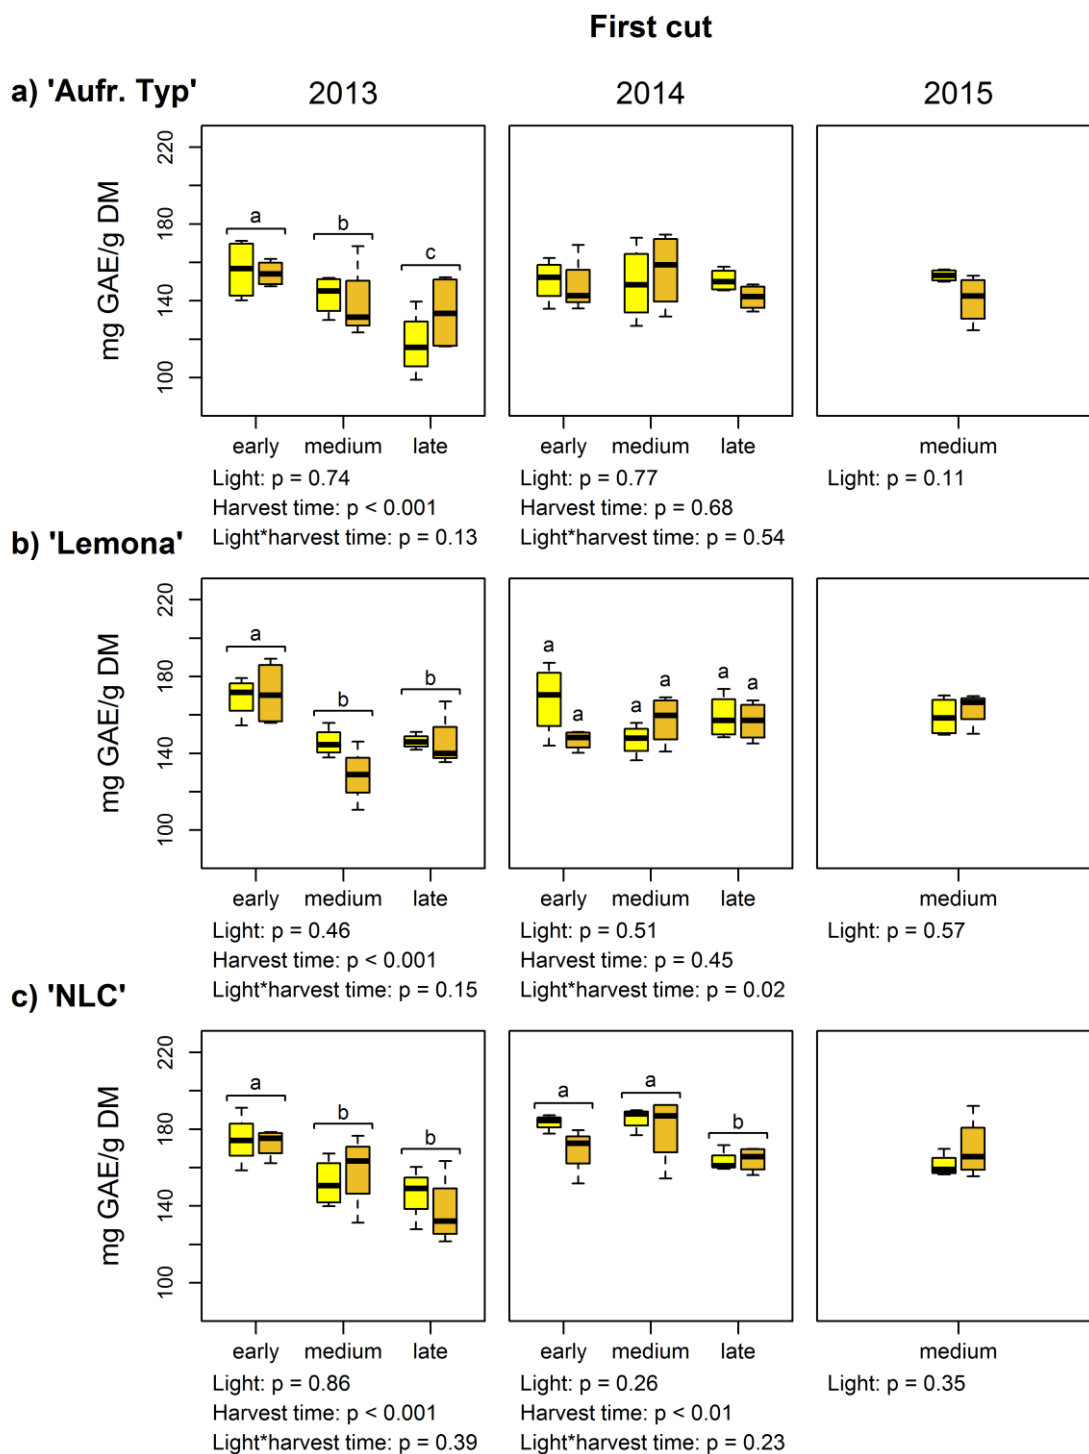 First cut
a) 'Aufr. Typ' 2013 2014 2015
mg GAE/g DM
220
180
140
100
a b c
early medium late
early medium late
medium
Light: p = 0.74 Light: p = 0.77 Light: p = 0.11
Harvest time: p < 0.001 Harvest time: p = 0.68
Light*harvest time: p = 0.13 Light*harvest time: p = 0.54
b) 'Lemona'
mg GAE/g DM
220
180
140
100
a b b
a a a a a a
early medium late
early medium late
medium
Light: p = 0.46 Light: p = 0.51 Light: p = 0.57
Harvest time: p < 0.001 Harvest time: p = 0.45
Light*harvest time: p = 0.15 Light*harvest time: p = 0.02
c) 'NLC'
mg GAE/g DM
220
180
140
100
a b b
a a b
early medium late
early medium late
medium
Light: p = 0.86 Light: p = 0.26 Light: p = 0.35
Harvest time: p < 0.001 Harvest time: p < 0.01
Light*harvest time: p = 0.39 Light*harvest time: p = 0.23